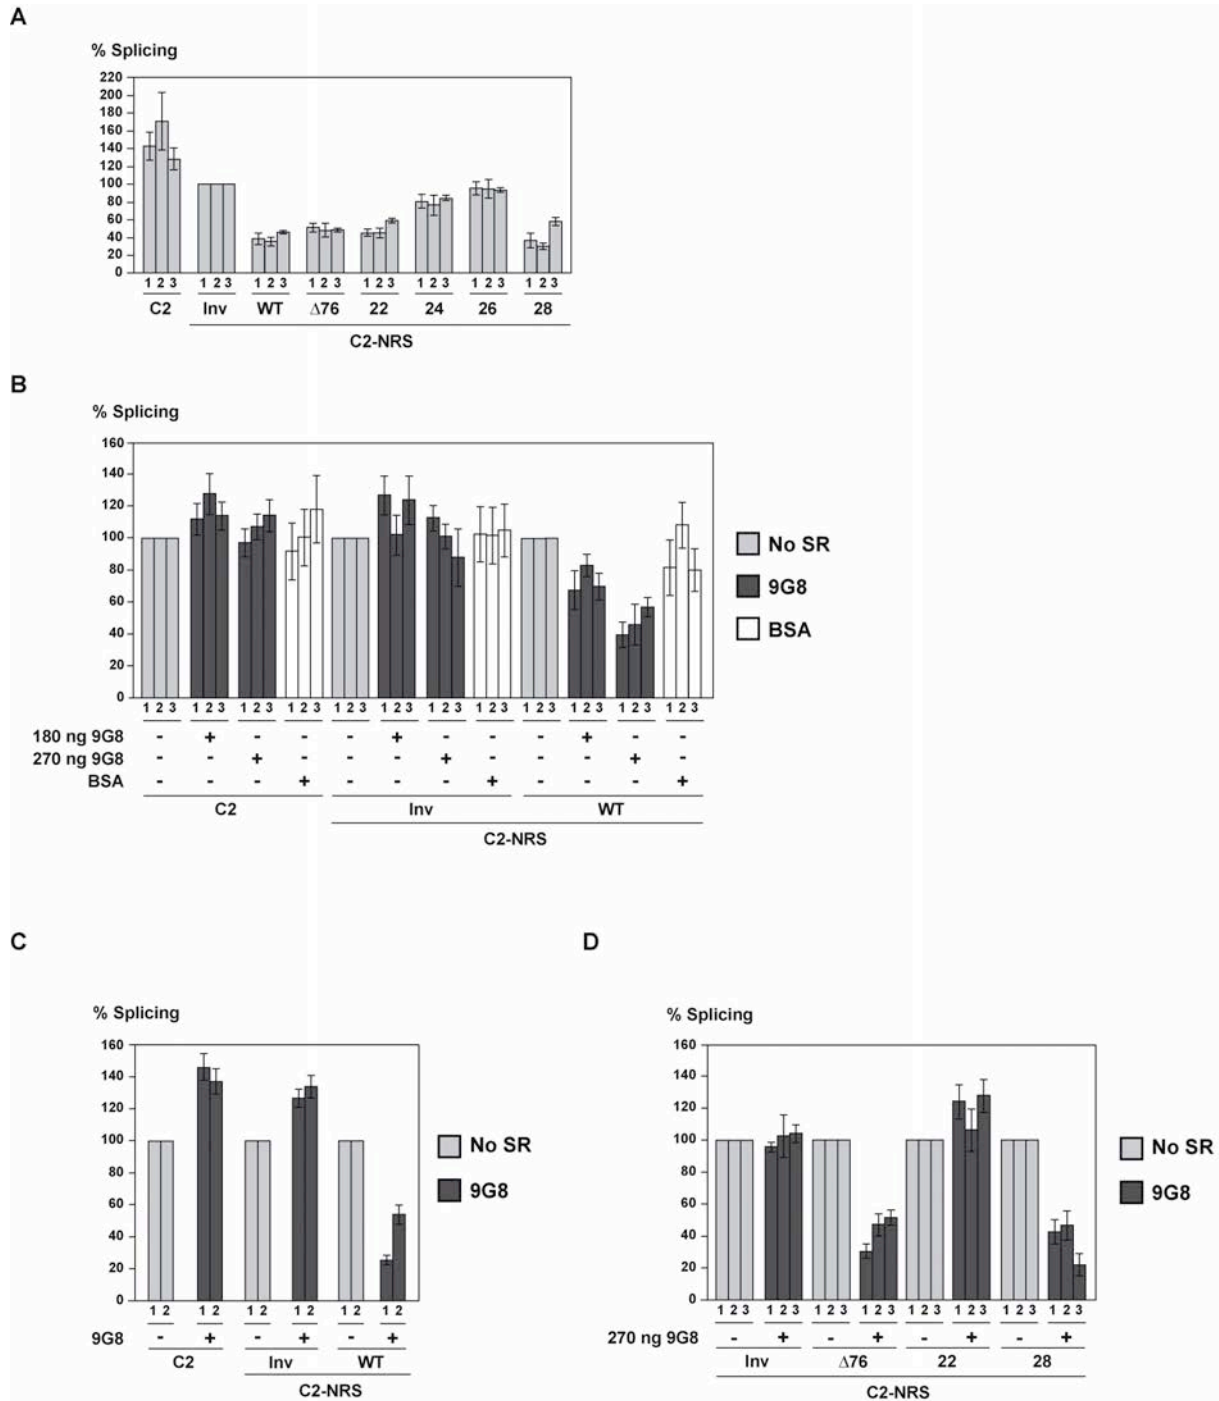 A
% Splicing
220
200
180
160
140
120
100
80
60
40
20
0
1 2 3 1 2 3 1 2 3 1 2 3 1 2 3 1 2 3 1 2 3 1 2 3
C2 Inv WT Δ76 22 24 26 28
C2-NRS
B
% Splicing
160
140
120
100
80
60
40
20
0
No SR
9G8
BSA
1 2 3 1 2 3 1 2 3 1 2 3 1 2 3 1 2 3 1 2 3 1 2 3 1 2 3 1 2 3 1 2 3 1 2 3
180 ng 9G8 - + - - - + - - - + - -
270 ng 9G8 - - + - - - + - - - + -
BSA - - - + - - - + - - - +
C2 Inv WT
C2-NRS
C
% Splicing
160
140
120
100
80
60
40
20
0
No SR
9G8
1 2 1 2 1 2 1 2 1 2 1 2
9G8 - + - + - +
C2 Inv WT
C2-NRS
D
% Splicing
160
140
120
100
80
60
40
20
0
No SR
9G8
1 2 3 1 2 3 1 2 3 1 2 3 1 2 3 1 2 3 1 2 3 1 2 3
270 ng 9G8 - + - + - + - +
Inv Δ76 22 28
C2-NRS